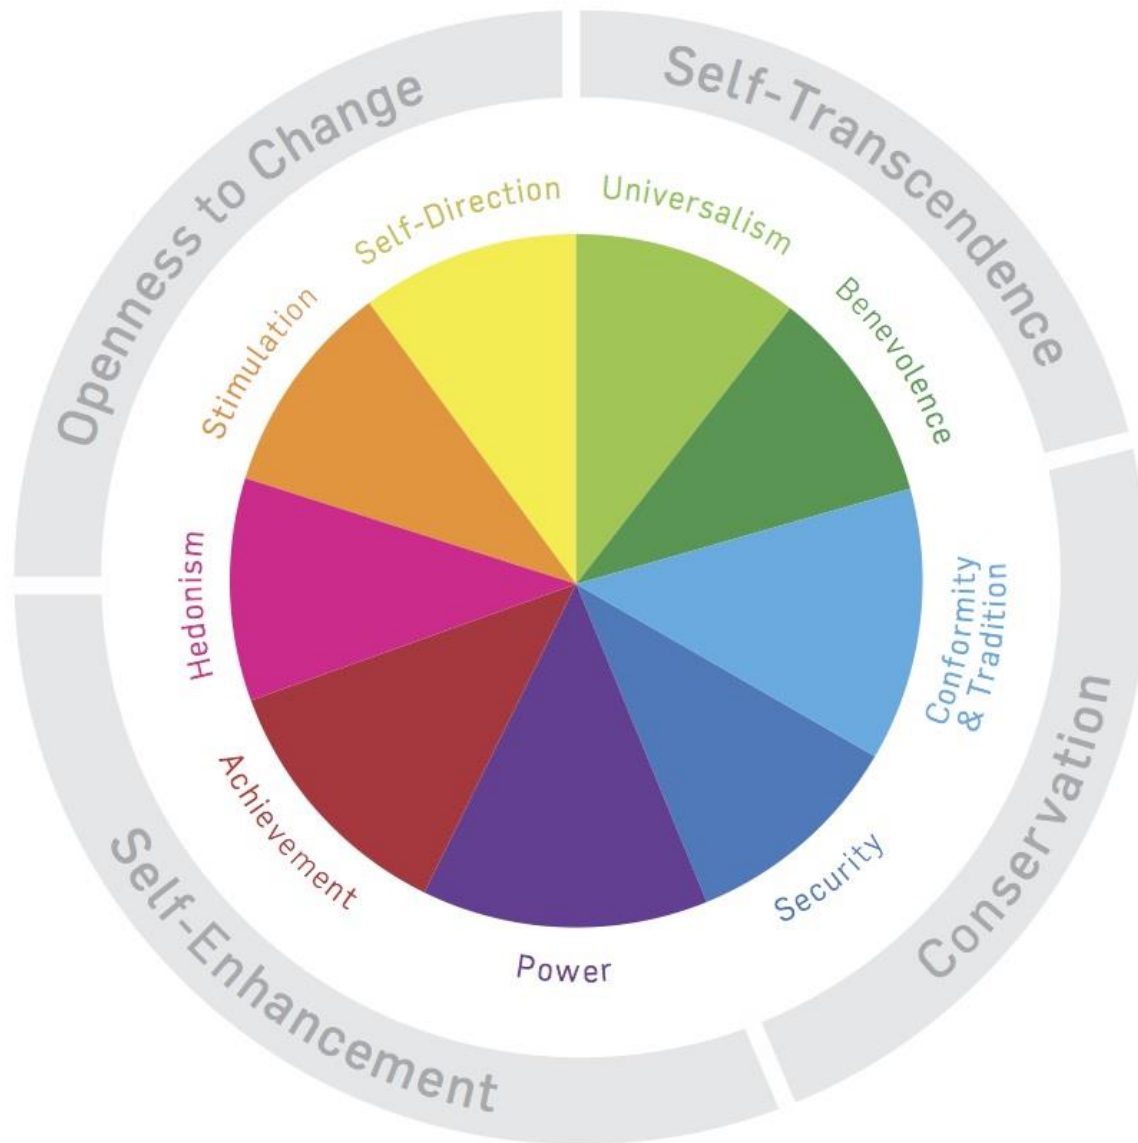 Openness to Change
Self-Transcendence
Conservation
Self-Enhancement
Self-Direction
Universalism
Benevolence
Conformity
& Tradition
Security
Power
Achievement
Hedonism
Stimulation